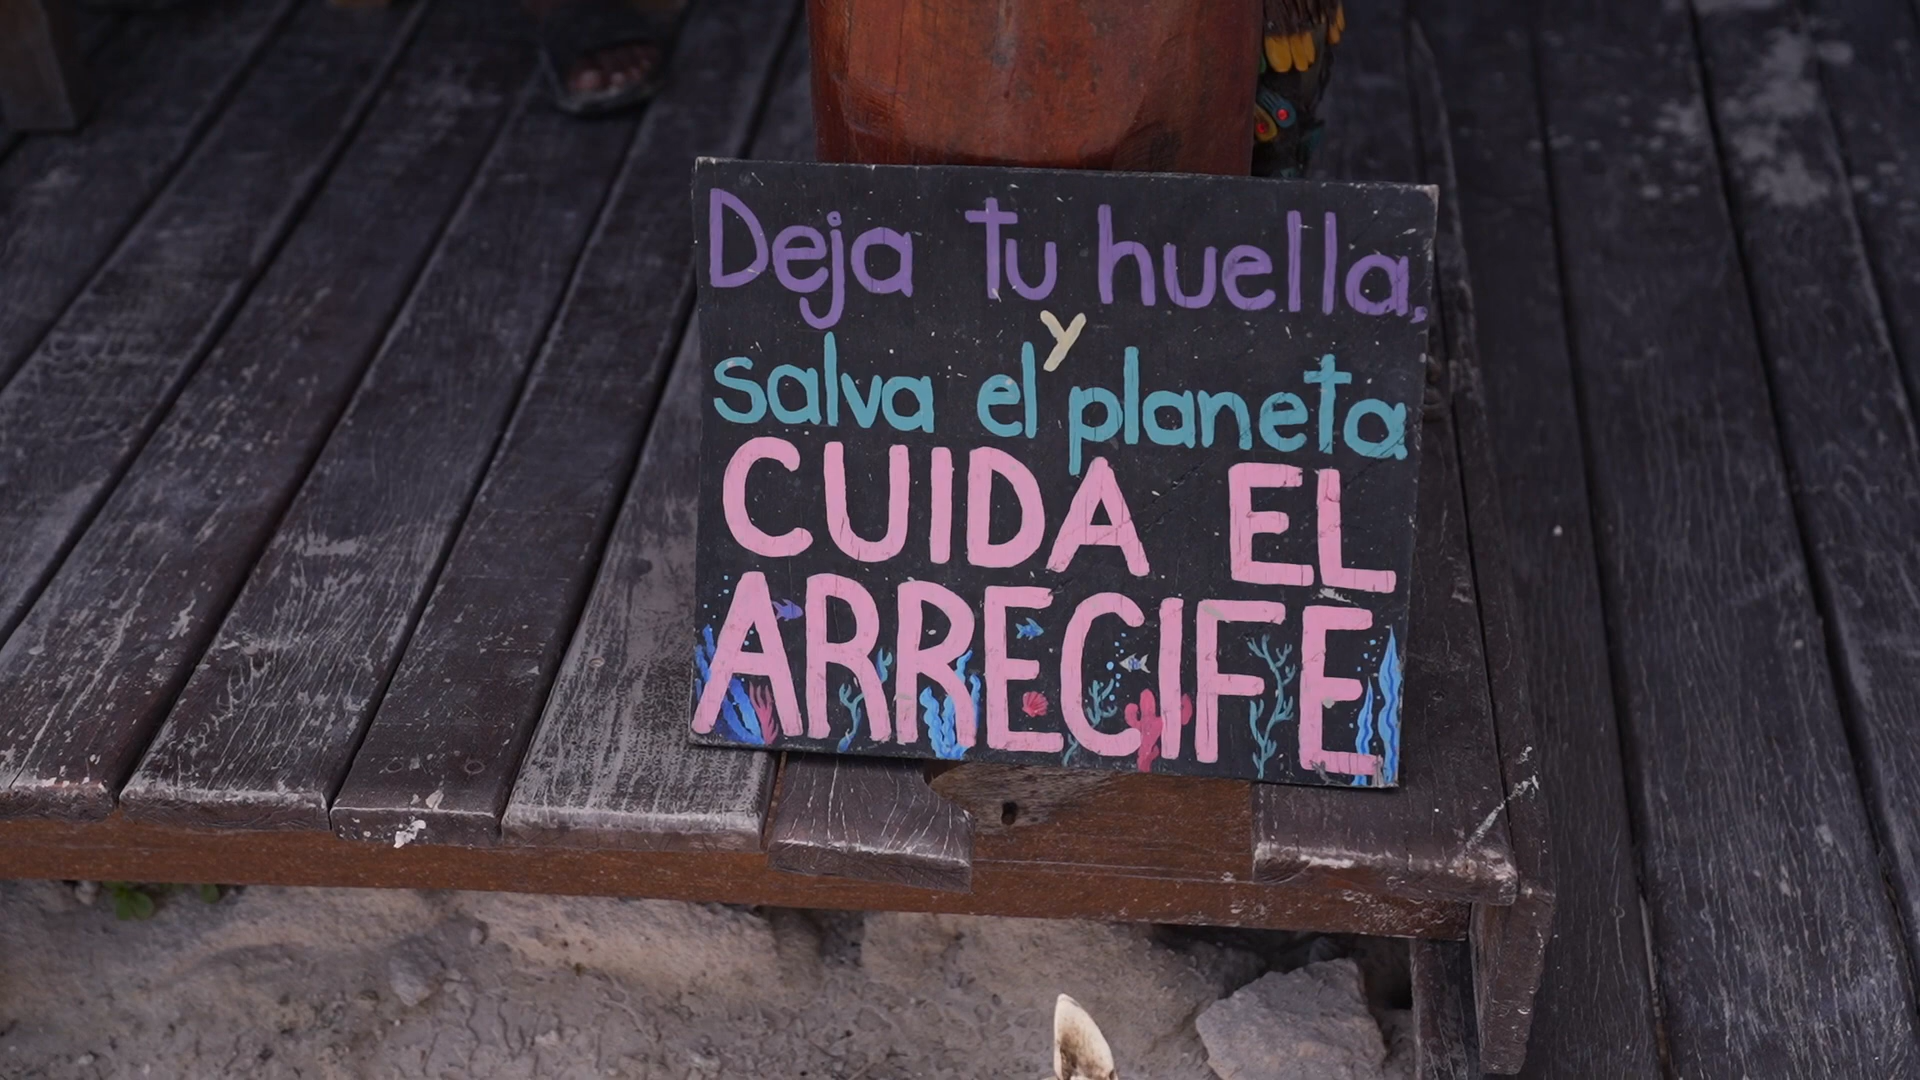 Deja tu huella,
y
salva el planeta
CUIDA EL
ARRECIFE